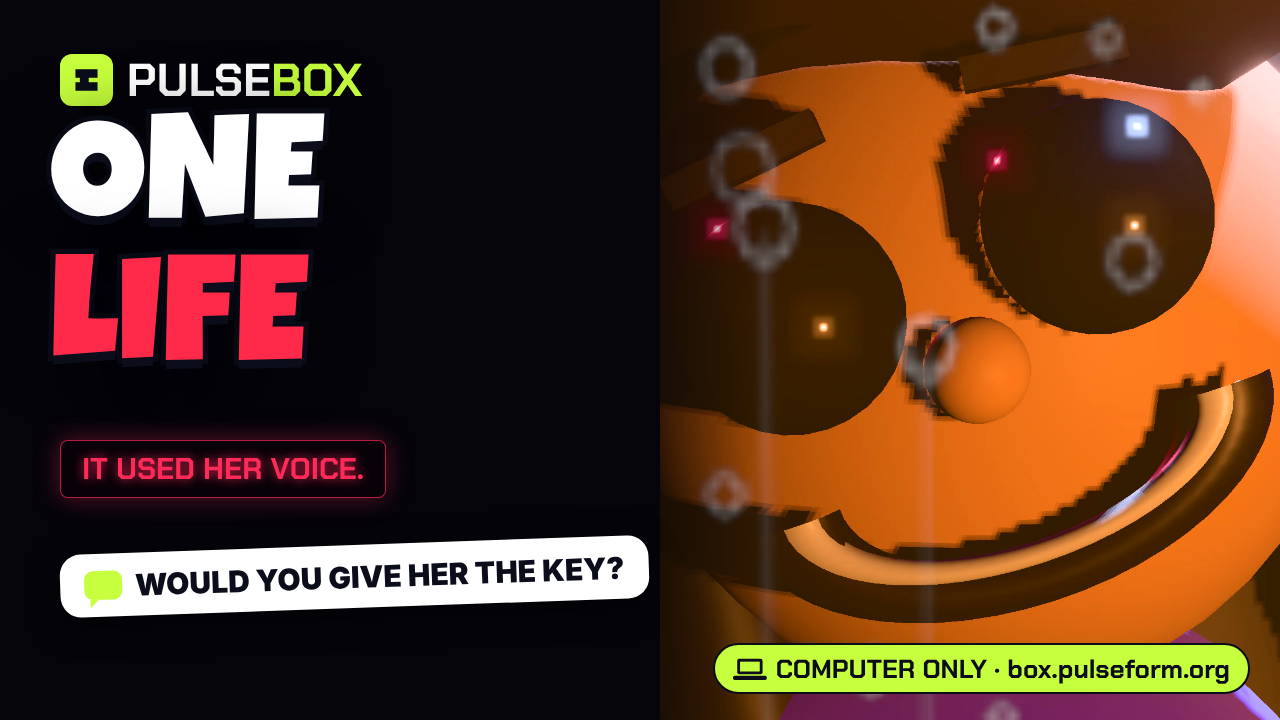 PULSEBOX
ONE
LIFE
IT USED HER VOICE.
WOULD YOU GIVE HER THE KEY?
COMPUTER ONLY · box.pulseform.org